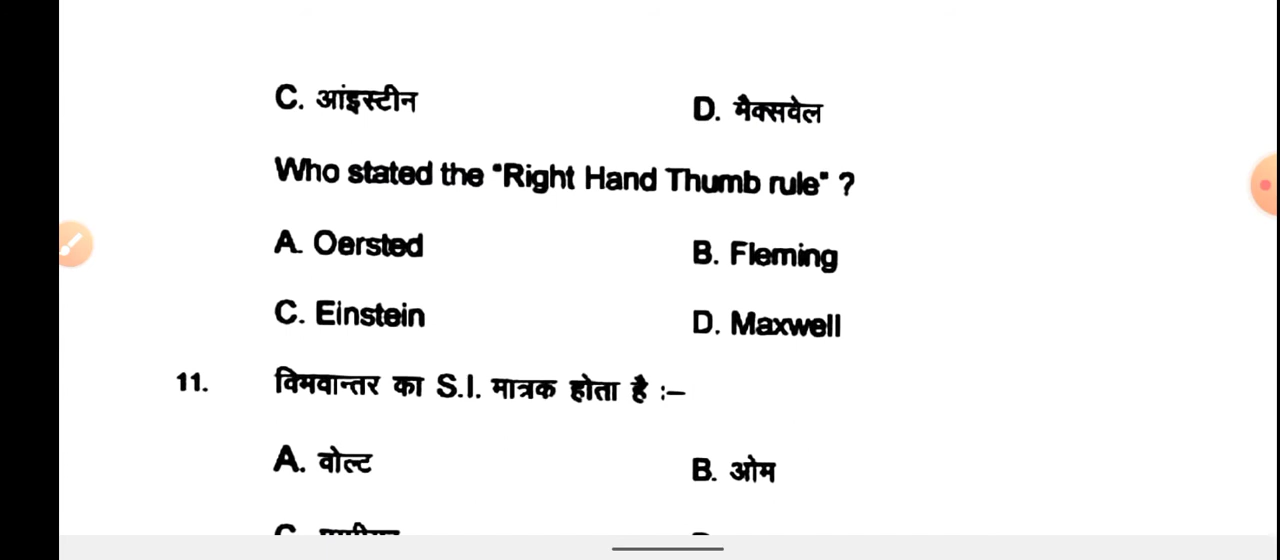 C. आंइस्टीन D. मैक्सवेल
Who stated the "Right Hand Thumb rule" ?
A. Oersted B. Fleming
C. Einstein D. Maxwell
11. विभवान्तर का S.I. मात्रक होता है :–
A. वोल्ट B. ओम
C.